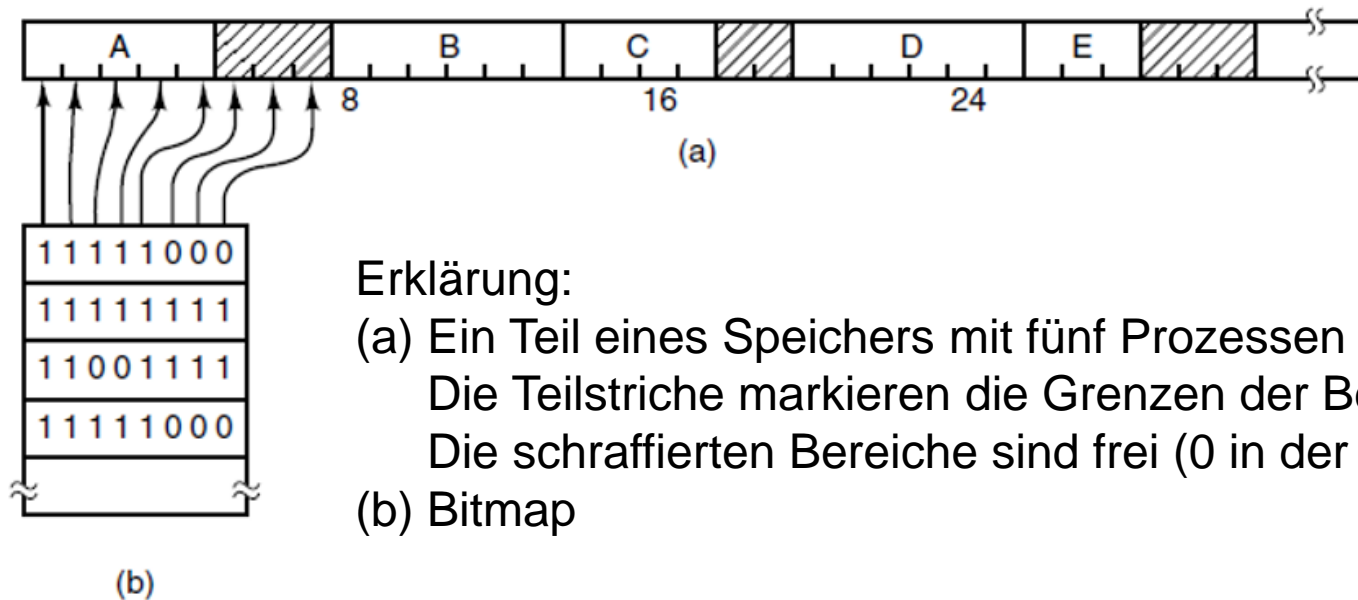 A B C D E
8 16 24
(a)
11111000
11111111
11001111
11111000
Erklärung:
(a) Ein Teil eines Speichers mit fünf Prozessen
Die Teilstriche markieren die Grenzen der
Die schraffierten Bereiche sind frei (0 in der
(b) Bitmap
(b)